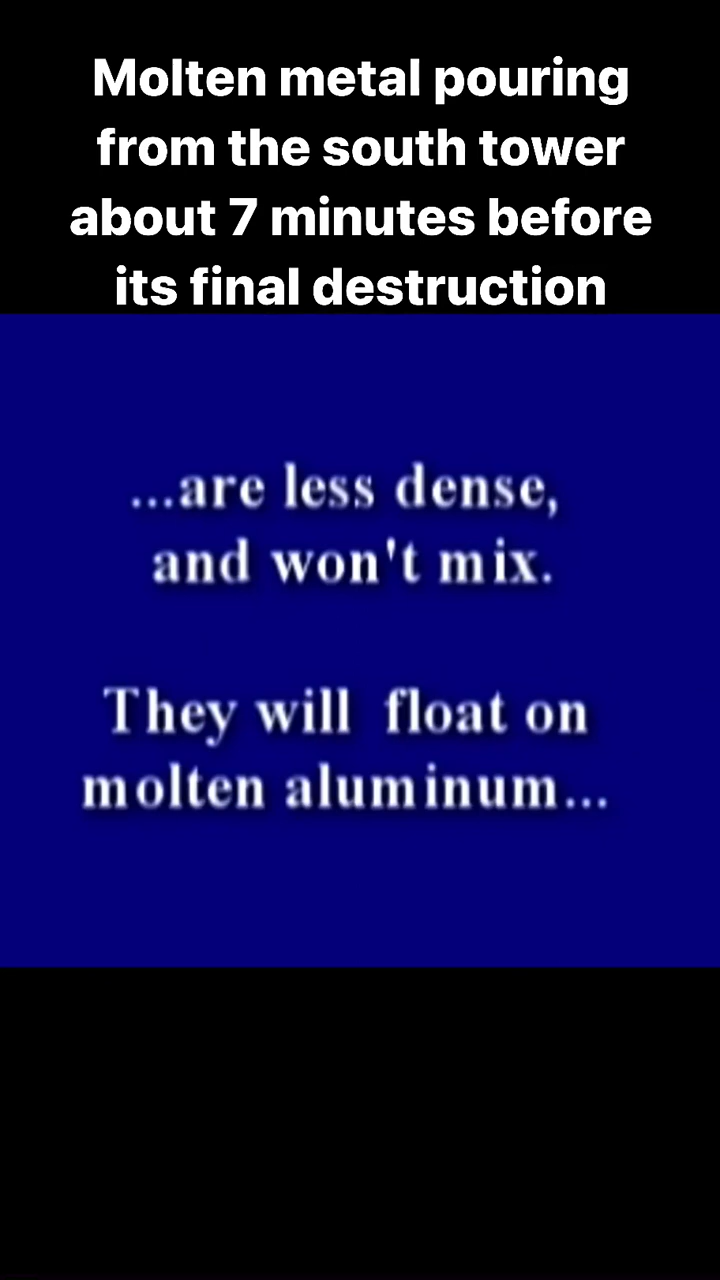 Molten metal pouring
from the south tower
about 7 minutes before
its final destruction
...are less dense,
and won't mix.
They will float on
molten aluminum...